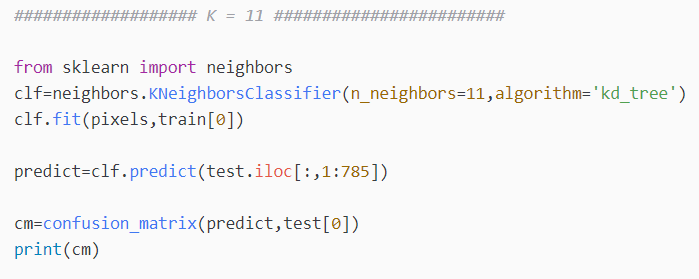 ################### K = 11 ########################
from sklearn import neighbors
clf=neighbors.KNeighborsClassifier(n_neighbors=11,algorithm='kd_tree')
clf.fit(pixels,train[0])
predict=clf.predict(test.iloc[:,1:785])
cm=confusion_matrix(predict,test[0])
print(cm)